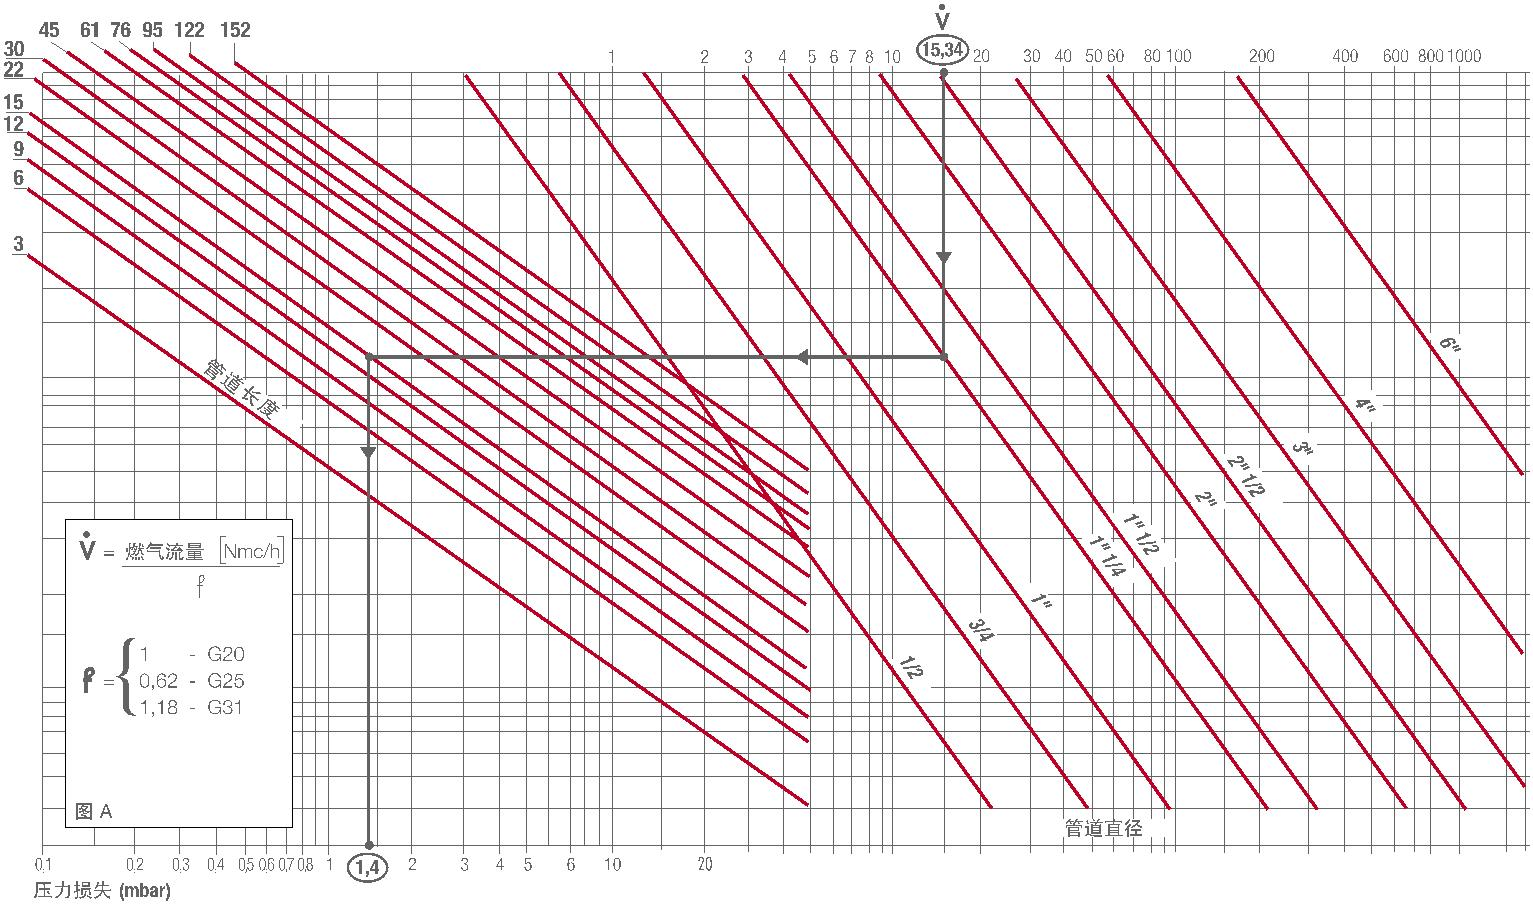 45 61 76 95 122 152
V̇
15,34
1 2 3 4 5 6 7 8 10 20 30 40 50 60 80 100 200 400 600 800 1000
30
22
15
12
9
6
3
管道长度
6"
4"
3"
2" 1/2
2"
1" 1/2
1" 1/4
1"
3/4
1/2
V̇ = 燃气流量 [Nmc/h]
f
f = { 1 - G20
0,62 - G25
1,18 - G31
图 A
管道直径
0,1 0,2 0,3 0,4 0,5 0,6 0,7 0,8 1 1,4 2 3 4 5 6 10 20
压力损失 (mbar)